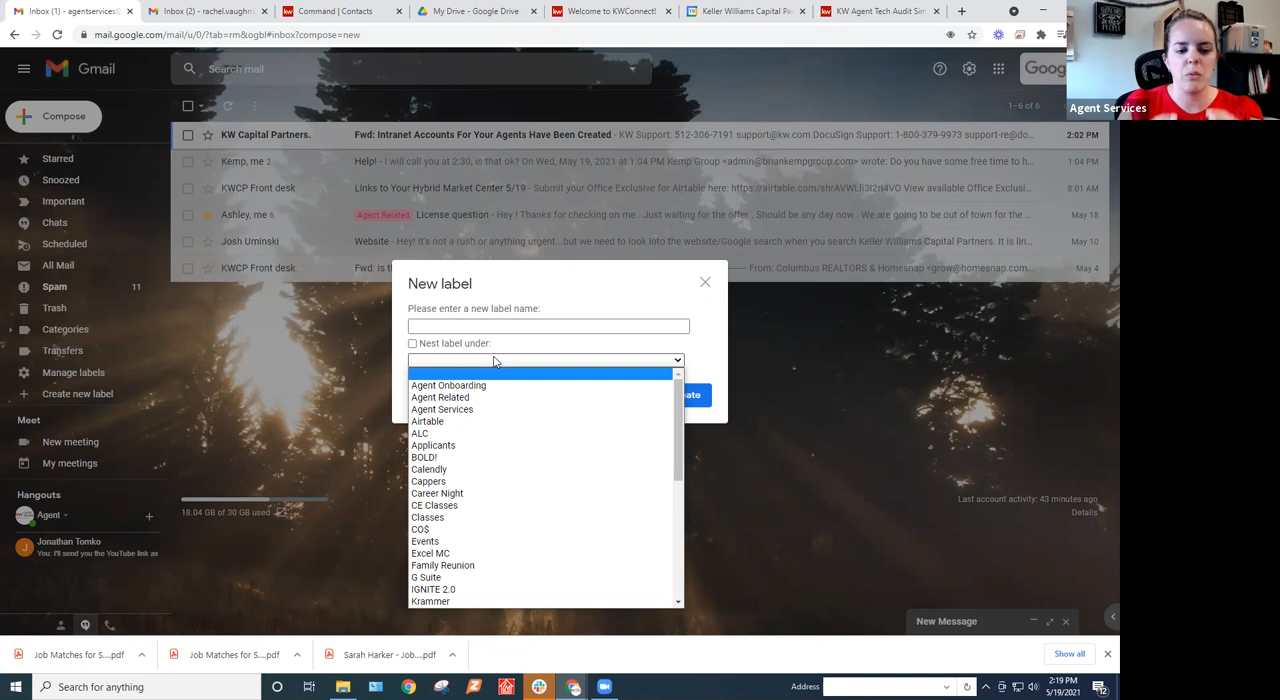 Inbox (1) - agentservices@
Inbox (2) - rachel.vaughn
Command | Contacts
My Drive - Google Drive
Welcome to KWConnect!
Keller Williams Capital Pa
KW Agent Tech Audit Sim
mail.google.com/mail/u/0/?tab=rm&ogbl#inbox?compose=new
Gmail
Search mail
Goog
Agent Services
Compose
1–6 of 6
KW Capital Partners.
Fwd: Intranet Accounts For Your Agents Have Been Created - KW Support: 512-306-7191 support@kw.com DocuSign Support: 1-800-379-9973 support-re@do...
2:02 PM
Kemp, me 2
Help! - I will call you at 2:30, is that ok? On Wed, May 19, 2021 at 1:04 PM Kemp Group <admin@briankempgroup.com> wrote: Do you have some free time to h...
1:04 PM
KWCP Front desk
Links to Your Hybrid Market Center 5/19 - Submit your Office Exclusive for Airtable here: https://airtable.com/shrAVWLfi3I2ri4VO View available Office Exclusi...
8:01 AM
Ashley, me 6
Agent Related
License question - Hey ! Thanks for checking on me . Just waiting for the offer . Should be any day now . We are going to be out of town for the ...
May 18
Josh Uminski
Website - Hey! It's not a rush or anything urgent...but we need to look into the website/Google search when you search Keller Williams Capital Partners. It is lin...
May 10
KWCP Front desk
Fwd: Is th
From: Columbus REALTORS & Homesnap <grow@homesnap.com...
May 4
Starred
Snoozed
Important
Chats
Scheduled
All Mail
Spam 11
Trash
Categories
Transfers
Manage labels
Create new label
Meet
New meeting
My meetings
Hangouts
Agent
Jonathan Tomko
You: I'll send you the YouTube link as
New label
Please enter a new label name:
Nest label under:
ate
Agent Onboarding
Agent Related
Agent Services
Airtable
ALC
Applicants
BOLD!
Calendly
Cappers
Career Night
CE Classes
Classes
CO$
Events
Excel MC
Family Reunion
G Suite
IGNITE 2.0
Krammer
18.04 GB of 30 GB used
Last account activity: 43 minutes ago
Details
New Message
Job Matches for S....pdf
Job Matches for S....pdf
Sarah Harker - Job....pdf
Show all
Search for anything
Address
2:19 PM
5/19/2021
12